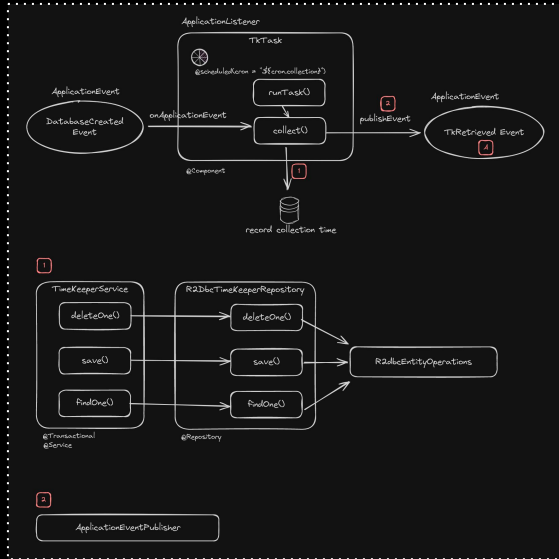 ApplicationListener
TkTask
@scheduled(cron = "${cron.collection}")
runTask()
ApplicationEvent
DatabaseCreated
Event
onApplicationEvent
collect()
2
publishEvent
ApplicationEvent
TkRetrieved Event
A
@Component
1
record collection time
1
TimeKeeperService
deleteOne()
save()
findOne()
@Transactional
@Service
R2DbcTimeKeeperRepository
deleteOne()
save()
findOne()
@Repository
R2dbcEntityOperations
2
ApplicationEventPublisher